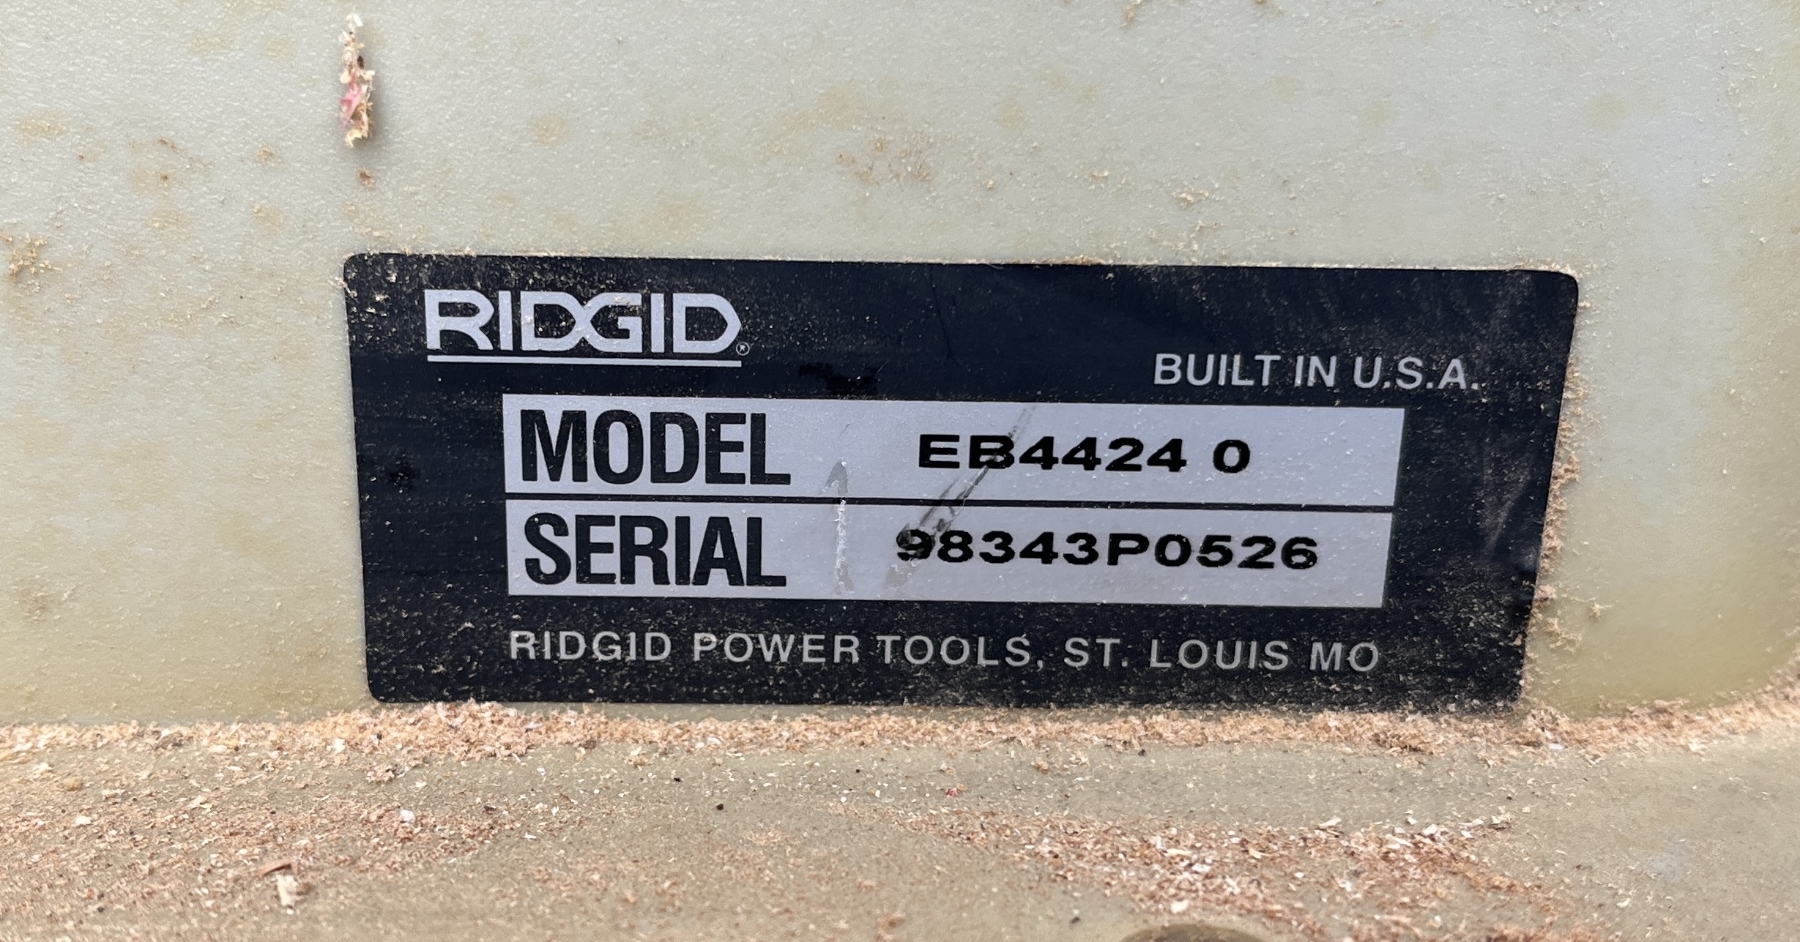 RIDGID®
BUILT IN U.S.A.
MODEL EB4424 0
SERIAL 98343P0526
RIDGID POWER TOOLS, ST. LOUIS MO